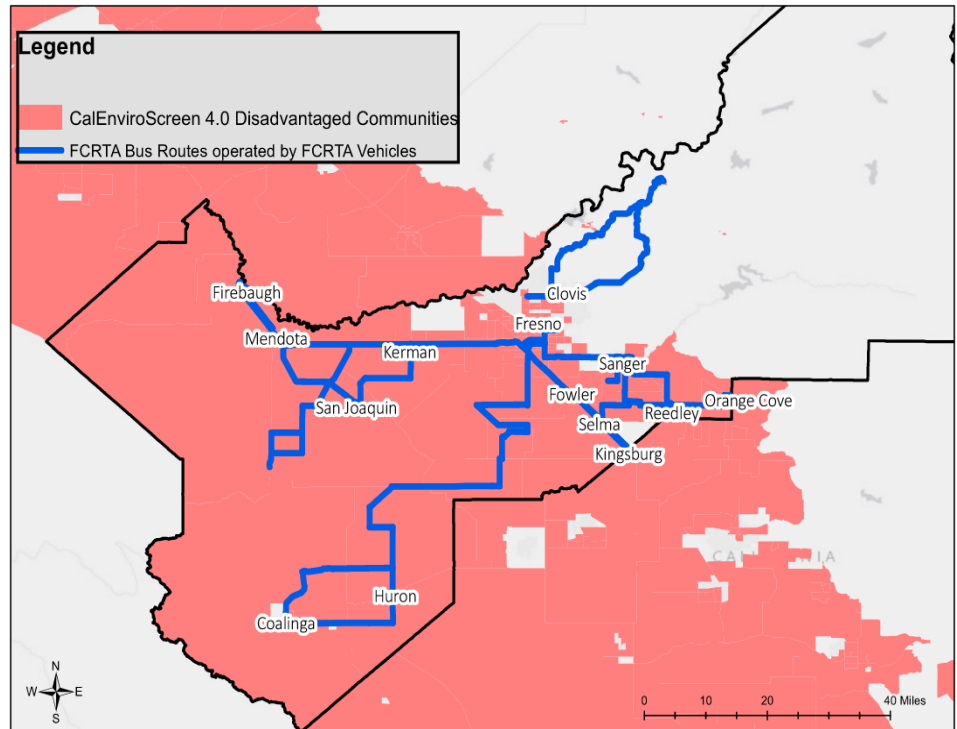 Legend
CalEnviroScreen 4.0 Disadvantaged Communities
FCRTA Bus Routes operated by FCRTA Vehicles
Firebaugh
Clovis
Fresno
Mendota
Kerman
Sanger
San Joaquin
Fowler
Orange Cove
Selma
Reedley
Kingsburg
Huron
Coalinga
N
W E
S
0 10 20 40 Miles